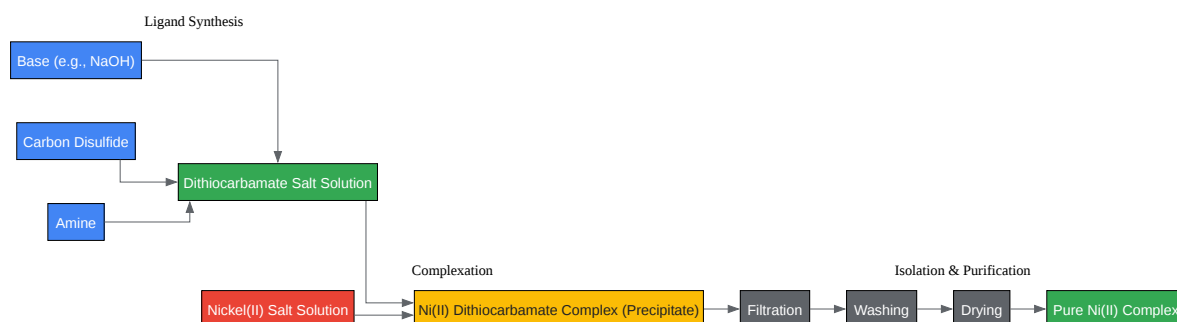 Ligand Synthesis
Base (e.g., NaOH)
Carbon Disulfide
Dithiocarbamate Salt Solution
Amine
Complexation
Isolation & Purification
Nickel(II) Salt Solution
Ni(II) Dithiocarbamate Complex (Precipitate)
Filtration
Washing
Drying
Pure Ni(II) Complex